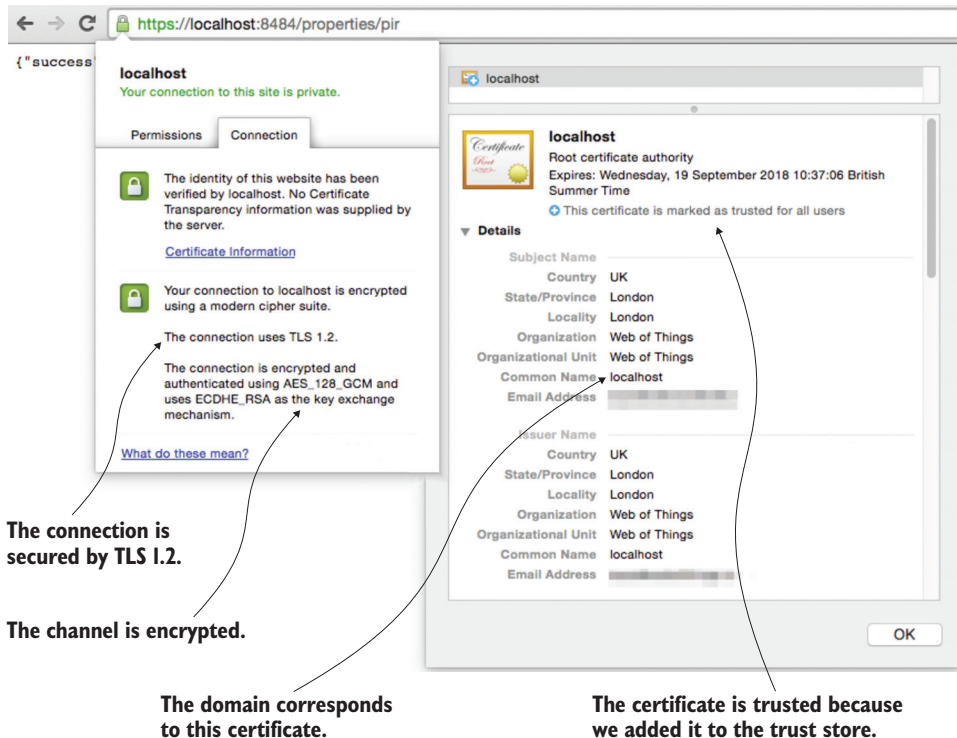 https://localhost:8484/properties/pir
{"success"
localhost
Your connection to this site is private.
Permissions Connection
The identity of this website has been
verified by localhost. No Certificate
Transparency information was supplied by
the server.
Certificate Information
Your connection to localhost is encrypted
using a modern cipher suite.
The connection uses TLS 1.2.
The connection is encrypted and
authenticated using AES_128_GCM and
uses ECDHE_RSA as the key exchange
mechanism.
What do these mean?
localhost
Certificate
Root
localhost
Root certificate authority
Expires: Wednesday, 19 September 2018 10:37:06 British
Summer Time
This certificate is marked as trusted for all users
Details
Subject Name
Country UK
State/Province London
Locality London
Organization Web of Things
Organizational Unit Web of Things
Common Name localhost
Email Address
Issuer Name
Country UK
State/Province London
Locality London
Organization Web of Things
Organizational Unit Web of Things
Common Name localhost
Email Address
OK
The connection is
secured by TLS 1.2.
The channel is encrypted.
The domain corresponds
to this certificate.
The certificate is trusted because
we added it to the trust store.